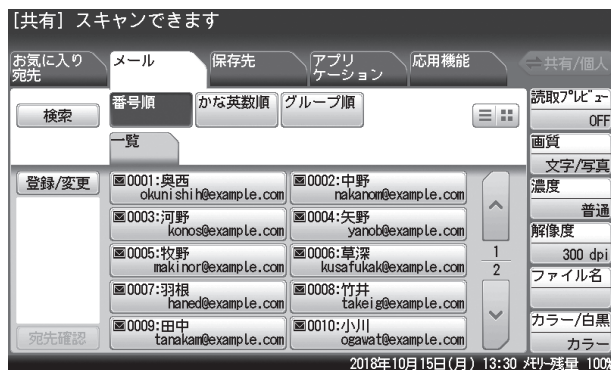 [共有] スキャンできます
お気に入り
宛先
メール
保存先
アプリ
ケーション
応用機能
共有/個人
検索
番号順
かな英数順
グループ順
一覧
読取プレビュー
OFF
画質
文字/写真
登録/変更
0001:奥西
okunishih@example.com
0002:中野
nakanom@example.com
濃度
普通
0003:河野
konos@example.com
0004:矢野
yanob@example.com
解像度
300 dpi
0005:牧野
makinor@example.com
0006:草深
kusafukak@example.com
1
2
ファイル名
0007:羽根
haned@example.com
0008:竹井
takeig@example.com
カラー/白黒
カラー
宛先確認
0009:田中
tanakam@example.com
0010:小川
ogavat@example.com
2018年10月15日(月) 13:30 メモリー残量 100%